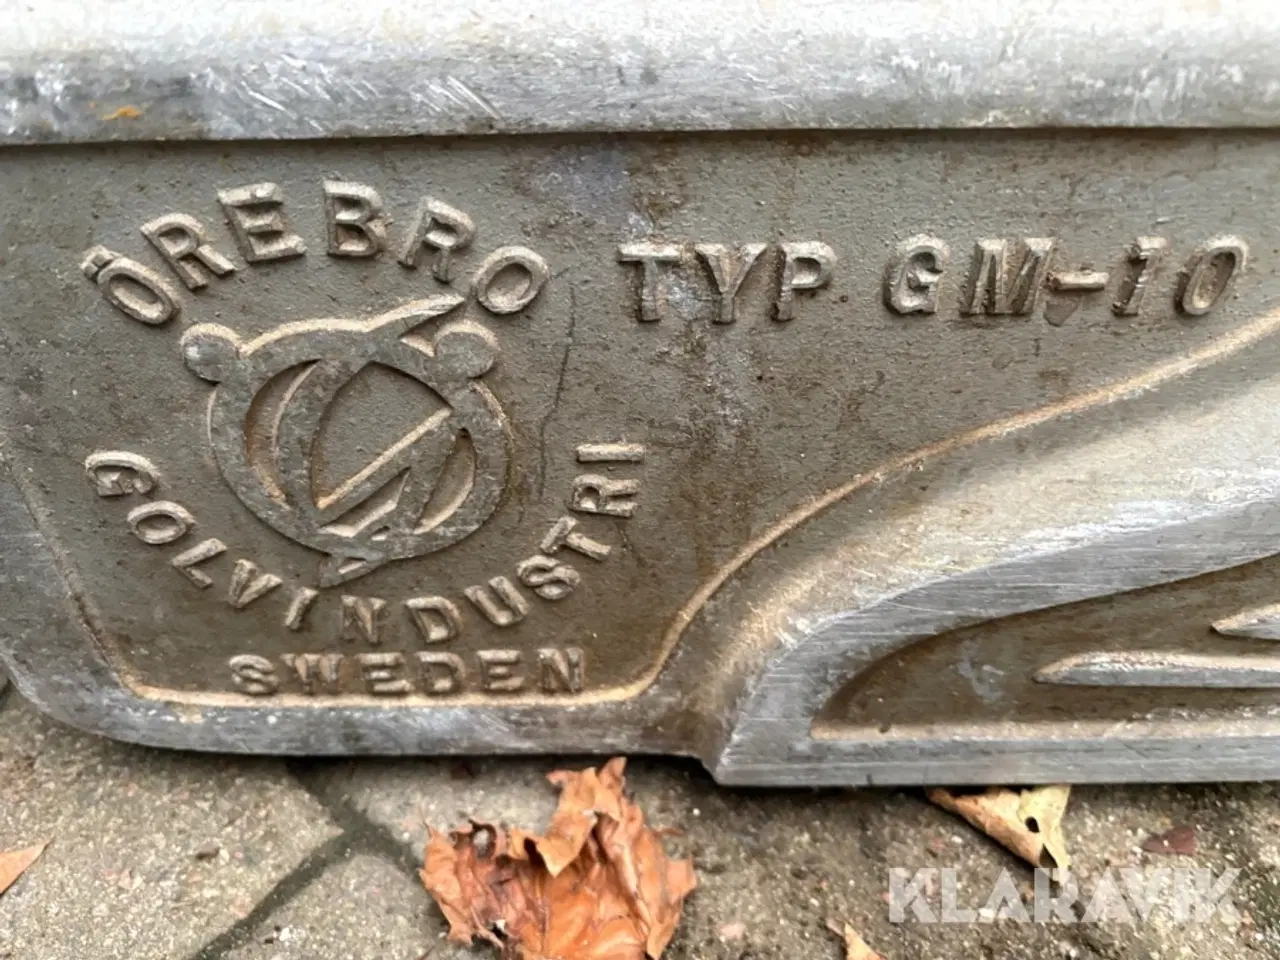 ÖREBRO
GOLVINDUSTRI
SWEDEN
TYP GM-10
KLARAVIK